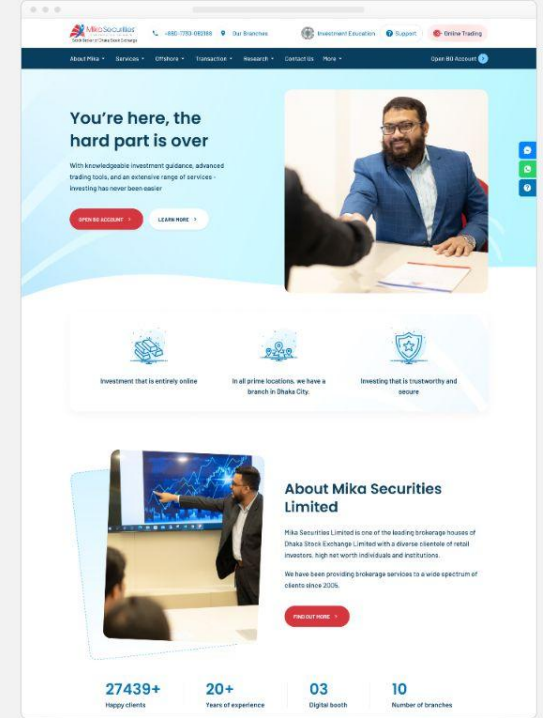 Mika Securities
Our Branches
Investment Education
Support
Online Trading
About Mika
Services
Offshore
Transaction
Research
Contact Us
More
Open BO Account
You're here, the
hard part is over
With knowledgeable investment guidance, advanced
trading tools, and an extensive range of services -
Investing has never been easier
OPEN BO ACCOUNT
LEARN MORE
Investment that is entirely online
In all prime locations, we have a
branch in Dhaka City.
Investing that is trustworthy and
secure
About Mika Securities
Limited
Mika Securities Limited is one of the leading brokerage houses of
Dhaka Stock Exchange Limited with a diverse clientele of retail
investors, high net worth individuals and institutions.
We have been providing brokerage services to a wide spectrum of
clients since 2005.
FIND OUT MORE
27439+
Happy clients
20+
Years of experience
03
Digital booth
10
Number of branches